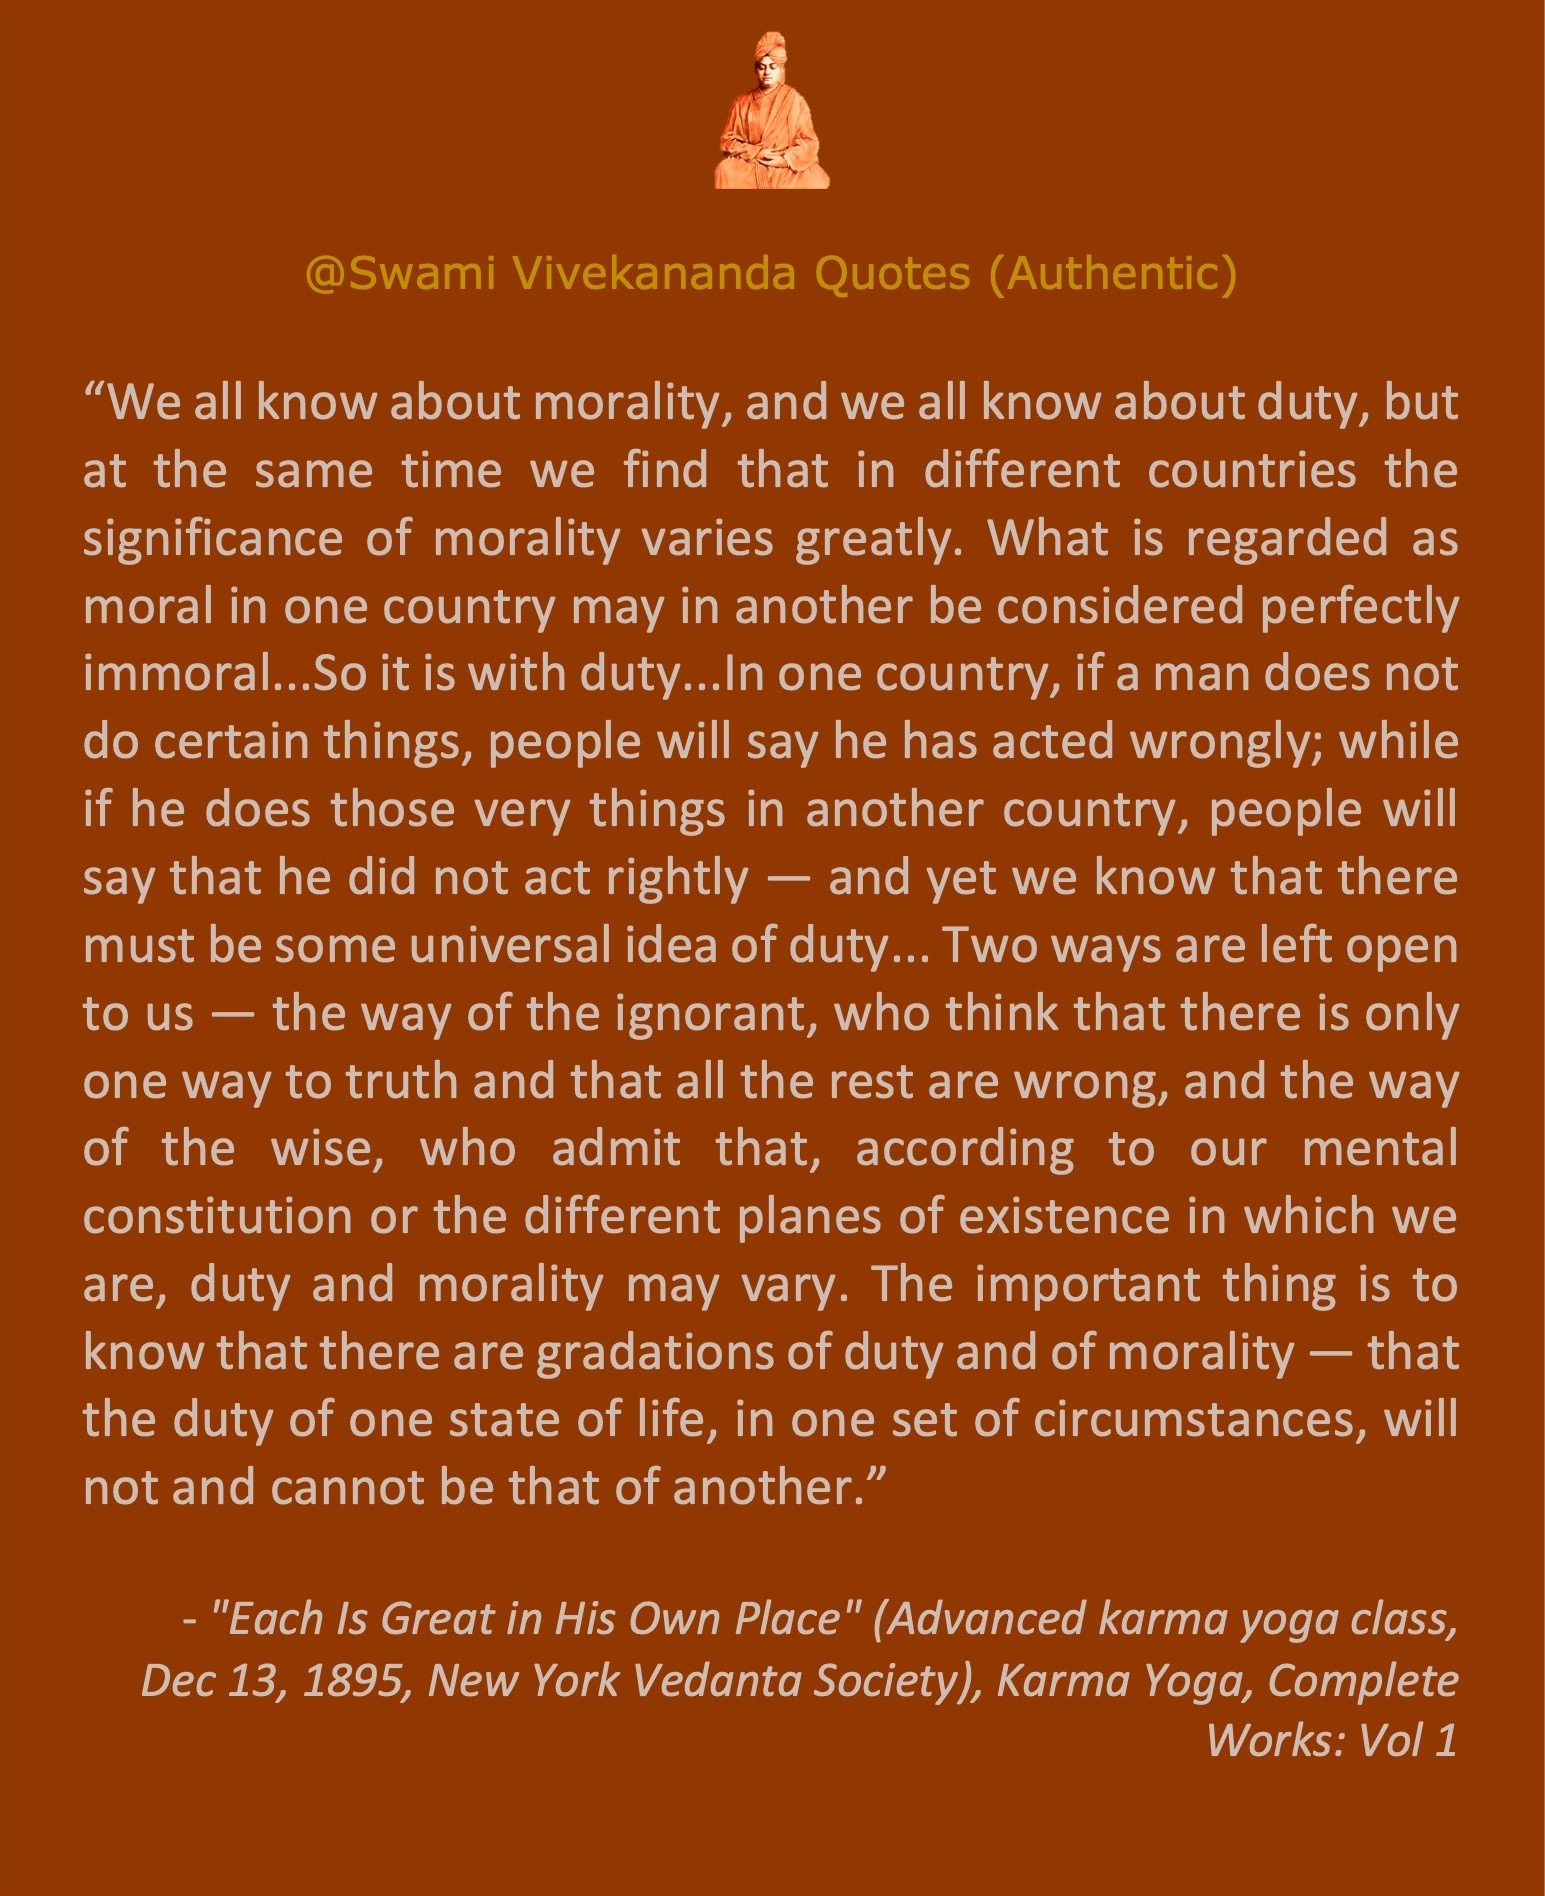 @Swami Vivekananda Quotes (Authentic)
“We all know about morality, and we all know about duty, but
at the same time we find that in different countries the
significance of morality varies greatly. What is regarded as
moral in one country may in another be considered perfectly
immoral...So it is with duty...In one country, if a man does not
do certain things, people will say he has acted wrongly; while
if he does those very things in another country, people will
say that he did not act rightly — and yet we know that there
must be some universal idea of duty... Two ways are left open
to us — the way of the ignorant, who think that there is only
one way to truth and that all the rest are wrong, and the way
of the wise, who admit that, according to our mental
constitution or the different planes of existence in which we
are, duty and morality may vary. The important thing is to
know that there are gradations of duty and of morality — that
the duty of one state of life, in one set of circumstances, will
not and cannot be that of another.”
- "Each Is Great in His Own Place" (Advanced karma yoga class,
Dec 13, 1895, New York Vedanta Society), Karma Yoga, Complete
Works: Vol 1